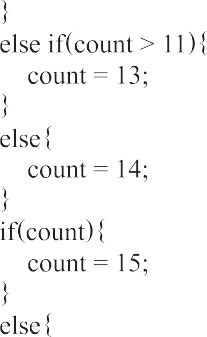 }
else if(count > 11){
count = 13;
}
else{
count = 14;
}
if(count){
count = 15;
}
else{